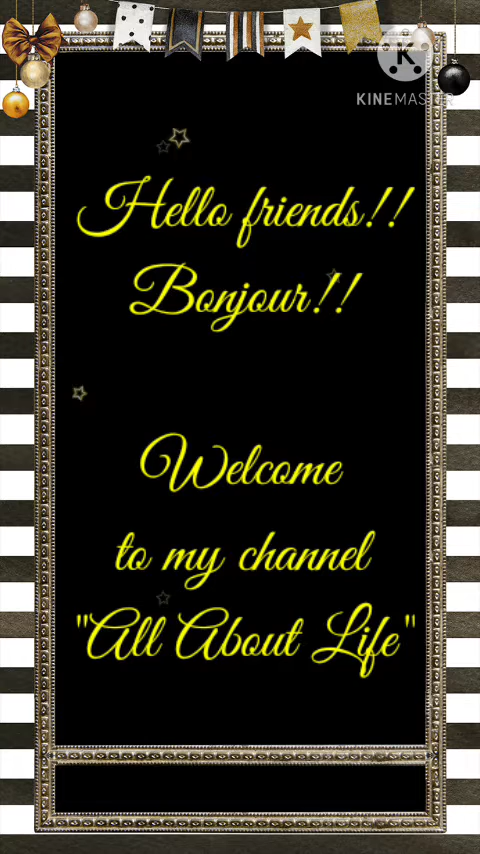 KINEMASTER
Hello friends!!
Bonjour!!
Welcome
to my channel
"All About Life"